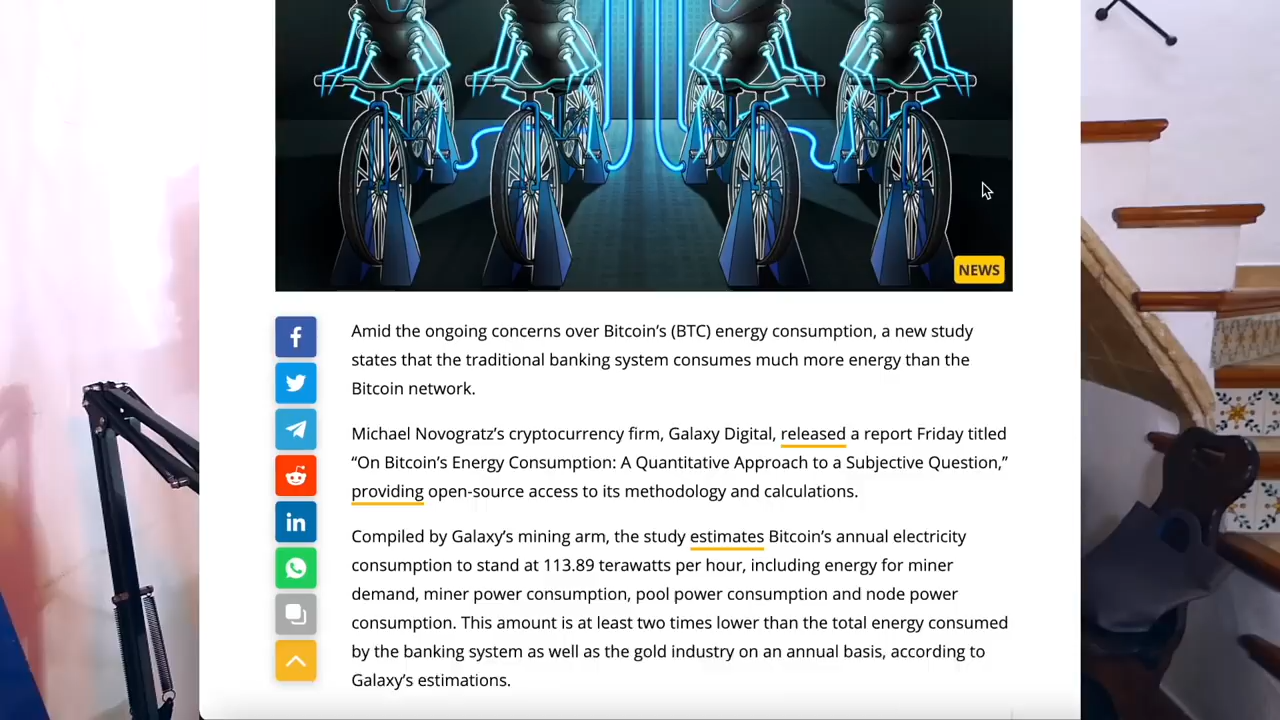 NEWS
Amid the ongoing concerns over Bitcoin's (BTC) energy consumption, a new study
states that the traditional banking system consumes much more energy than the
Bitcoin network.
Michael Novogratz's cryptocurrency firm, Galaxy Digital, released a report Friday titled
“On Bitcoin's Energy Consumption: A Quantitative Approach to a Subjective Question,”
providing open-source access to its methodology and calculations.
Compiled by Galaxy's mining arm, the study estimates Bitcoin's annual electricity
consumption to stand at 113.89 terawatts per hour, including energy for miner
demand, miner power consumption, pool power consumption and node power
consumption. This amount is at least two times lower than the total energy consumed
by the banking system as well as the gold industry on an annual basis, according to
Galaxy's estimations.